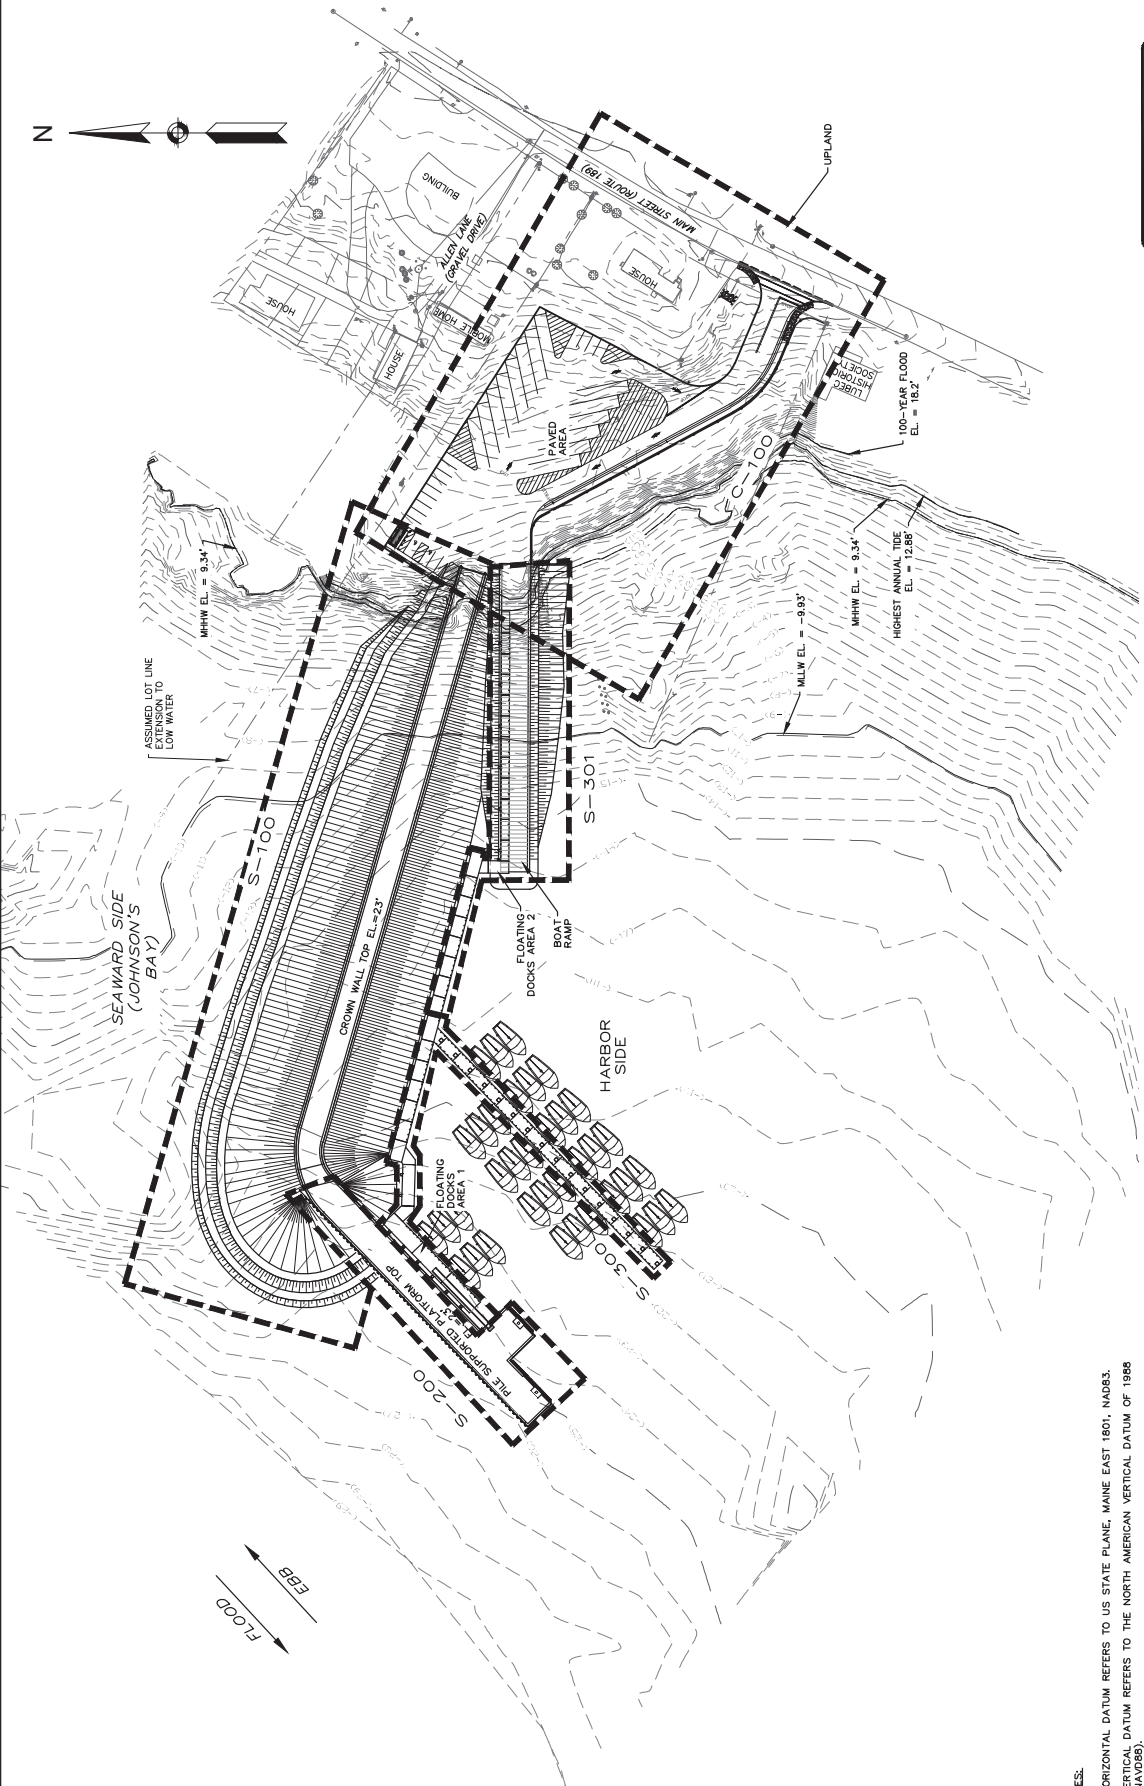 N
MAIN STREET (ROUTE 189)
UPLAND
BUILDING
ALLEN LANE
(GRAVEL DRIVE)
HOUSE
HOUSE
MOBILE HOME
HOUSE
LUBEC
HISTORIC
SOCIETY
100-YEAR FLOOD
EL. = 18.2'
PAVED
AREA
C-100
MHHW EL. = 9.34'
MHHW EL. = 9.34'
HIGHEST ANNUAL TIDE
EL. = 12.88'
MLLW EL. = -9.93'
ASSUMED LOT LINE
EXTENSION TO
LOW WATER
S-100
S-301
SEAWARD SIDE
(JOHNSON'S
BAY)
CROWN WALL TOP EL.=23'
FLOATING
DOCKS AREA 2
BOAT
RAMP
HARBOR
SIDE
FLOATING
DOCKS
AREA 1
S-300
PILE SUPPORTED PLATFORM TOP
EL.=23'
S-200
FLOOD
EBB
ES:
ORIZONTAL DATUM REFERS TO US STATE PLANE, MAINE EAST 1801, NAD83.
ERTICAL DATUM REFERS TO THE NORTH AMERICAN VERTICAL DATUM OF 1988
NAVD88).